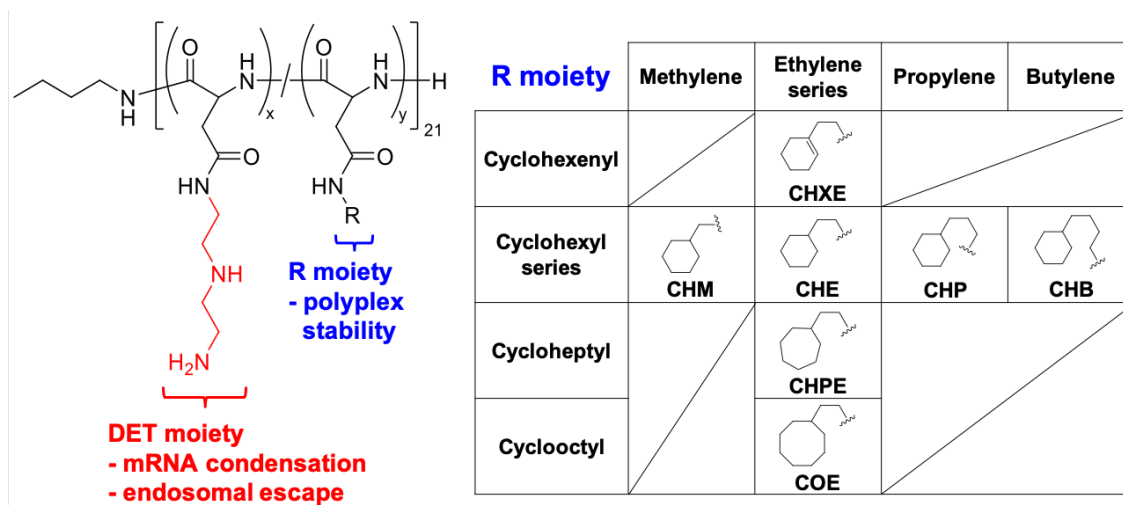 O
H
N
O
H
N
H
N
H
x
y
21
O
HN
O
HN
R
NH
H2N
R moiety
- polyplex
stability
DET moiety
- mRNA condensation
- endosomal escape
R moiety
Methylene
Ethylene
series
Propylene
Butylene
Cyclohexenyl
CHXE
Cyclohexyl
series
CHM
CHE
CHP
CHB
Cycloheptyl
CHPE
Cyclooctyl
COE